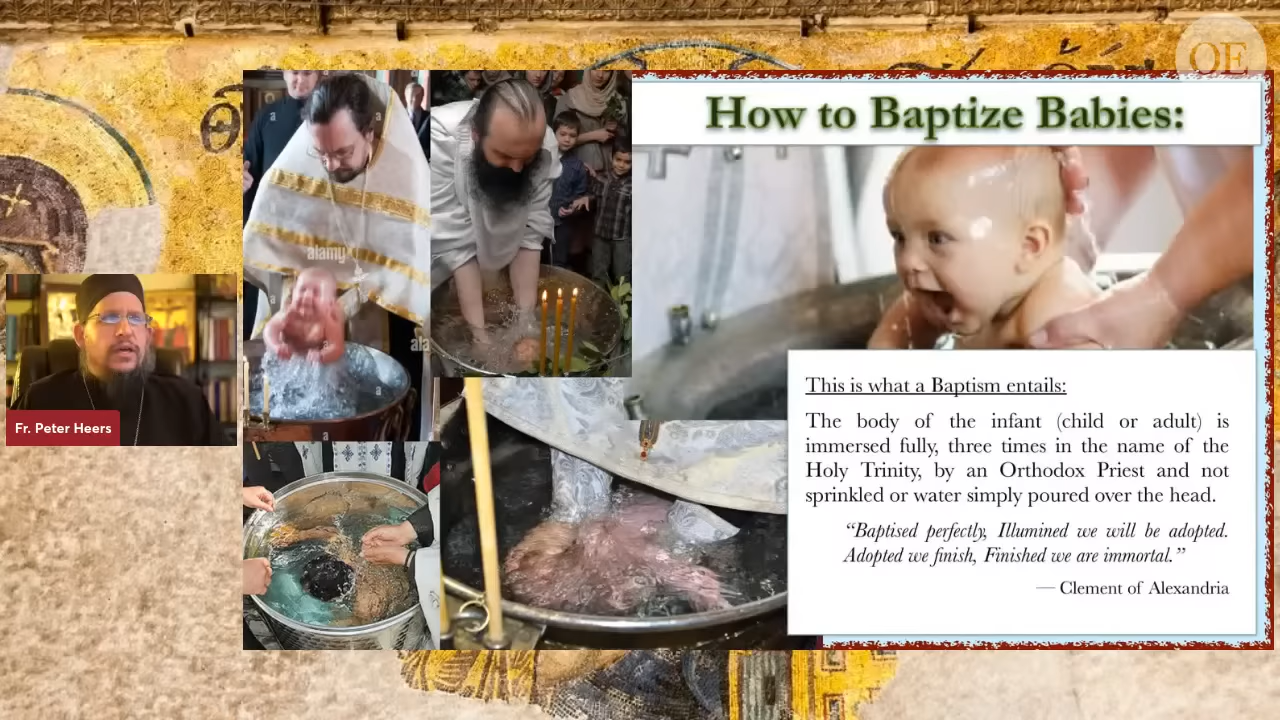 OE
θ
How to Baptize Babies:
alamy
a
a
a
a
a
ala
Fr. Peter Heers
This is what a Baptism entails:
The body of the infant (child or adult) is
immersed fully, three times in the name of the
Holy Trinity, by an Orthodox Priest and not
sprinkled or water simply poured over the head.
“Baptised perfectly, Illumined we will be adopted.
Adopted we finish, Finished we are immortal.”
— Clement of Alexandria